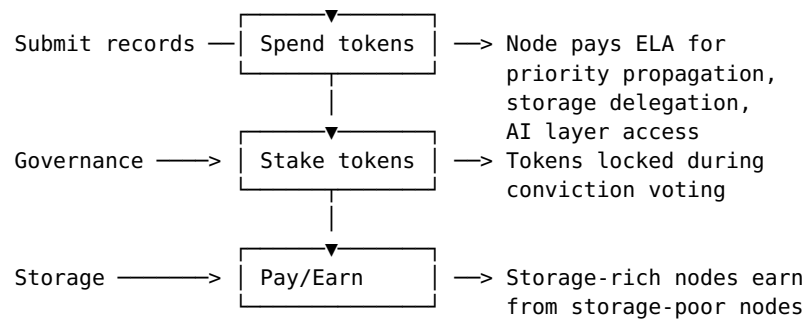 Submit records ──│ Spend tokens │ ──> Node pays ELA for
priority propagation,
storage delegation,
AI layer access
Governance ────> │ Stake tokens │ ──> Tokens locked during
conviction voting
Storage ───────> │ Pay/Earn │ ──> Storage-rich nodes earn
from storage-poor nodes